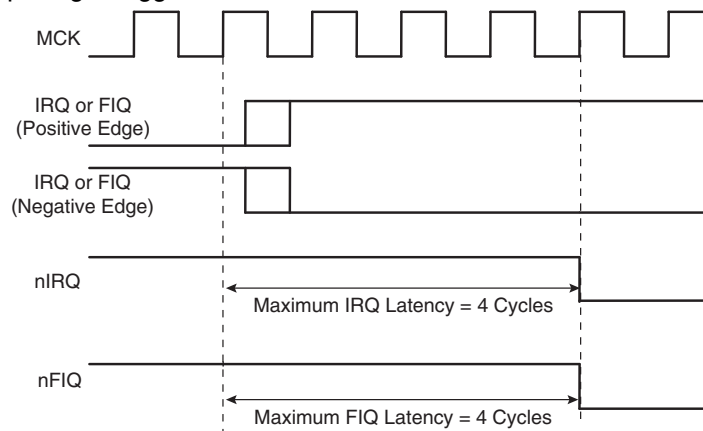 MCK
IRQ or FIQ
(Positive Edge)
IRQ or FIQ
(Negative Edge)
nIRQ
Maximum IRQ Latency = 4 Cycles
nFIQ
Maximum FIQ Latency = 4 Cycles